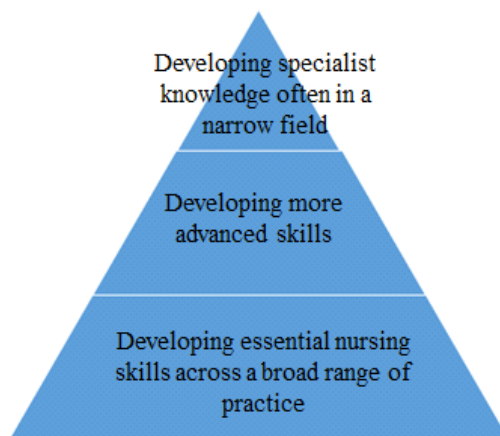 Developing specialist
knowledge often in a
narrow field
Developing more
advanced skills
Developing essential nursing
skills across a broad range of
practice